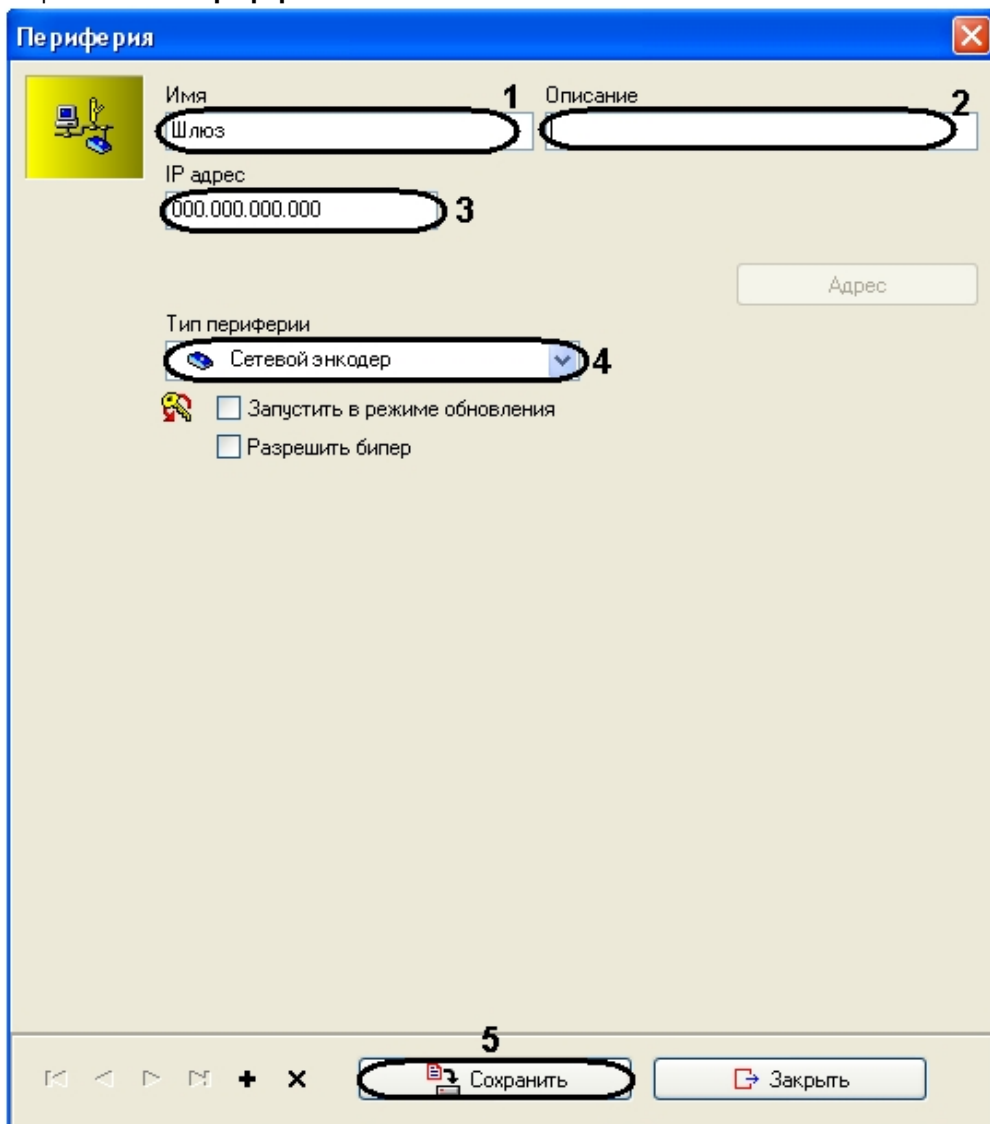 Периферия
Имя 1 Описание 2
Шлюз
IP адрес
000.000.000.000 3
Адрес
Тип периферии
Сетевой энкодер 4
Запустить в режиме обновления
Разрешить бипер
5
Сохранить Закрыть